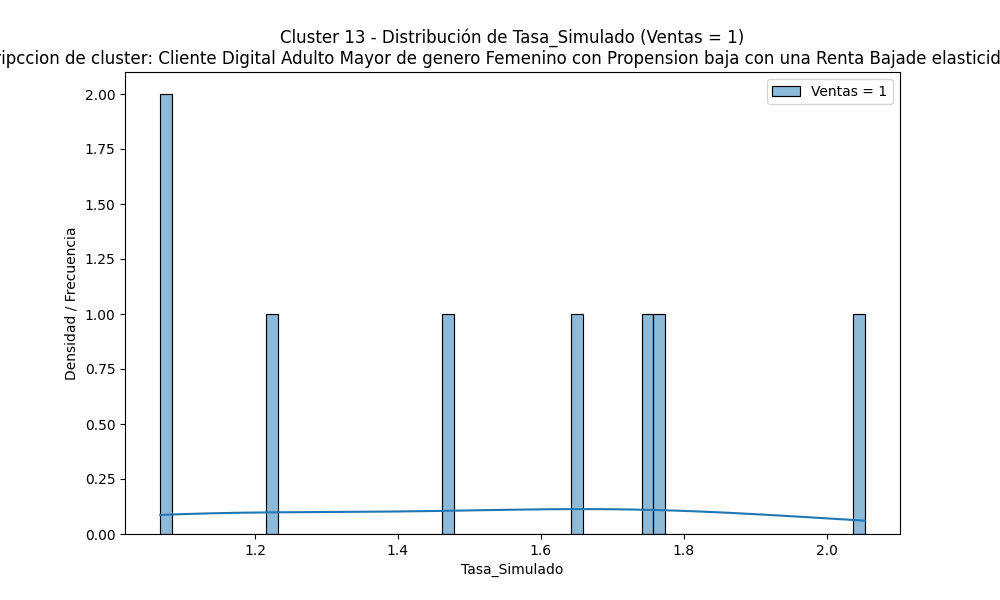 Cluster 13 - Distribución de Tasa_Simulado (Ventas = 1)
de cluster: Cliente Digital Adulto Mayor de genero Femenino con Propension baja con una Renta Bajade
Ventas = 1
Densidad / Frecuencia
2.00
1.75
1.50
1.25
1.00
0.75
0.50
0.25
0.00
1.2 1.4 1.6 1.8 2.0
Tasa_Simulado